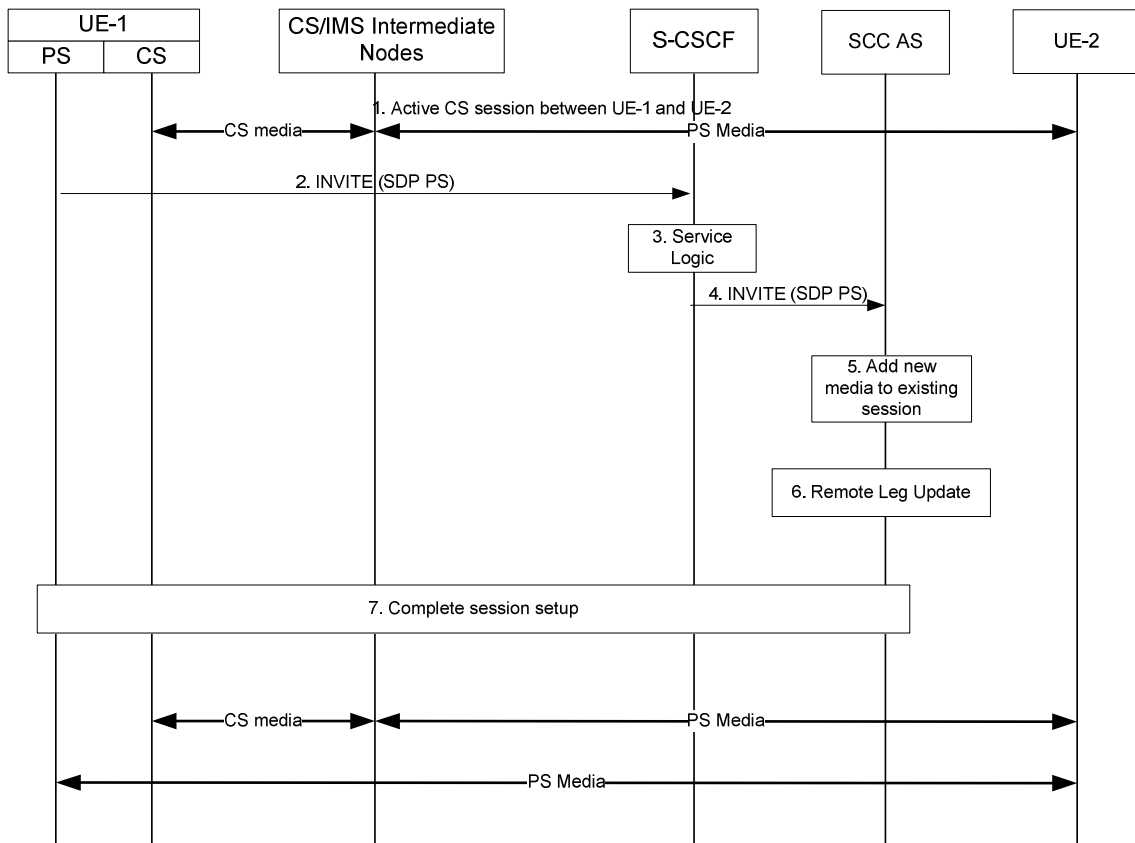 UE-1
PS
CS
CS/IMS Intermediate
Nodes
S-CSCF
SCC AS
UE-2
1. Active CS session between UE-1 and UE-2
CS media
PS Media
2. INVITE (SDP PS)
3. Service
Logic
4. INVITE (SDP PS)
5. Add new
media to existing
session
6. Remote Leg Update
7. Complete session setup
CS media
PS Media
PS Media